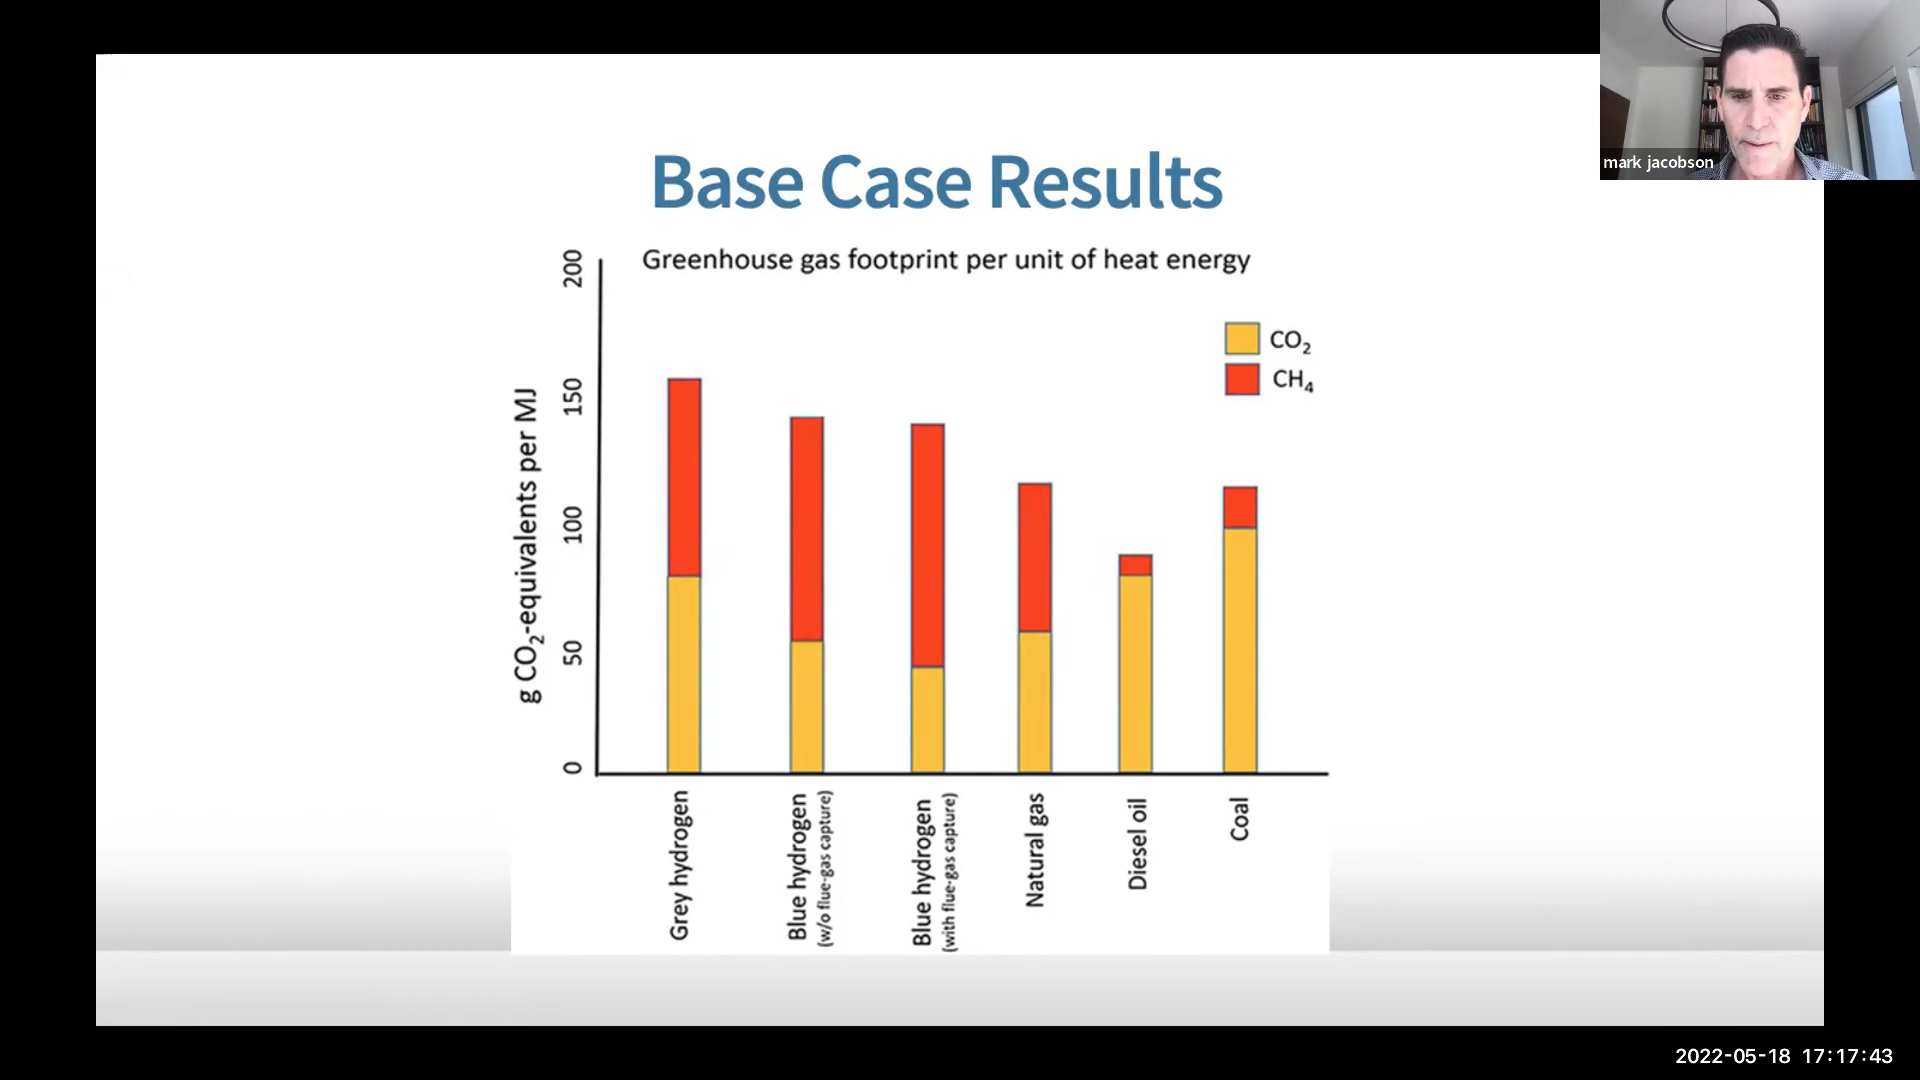 mark jacobson
Base Case Results
Greenhouse gas footprint per unit of heat energy
g CO₂-equivalents per MJ
200
150
100
50
0
CO₂
CH₄
Grey hydrogen
Blue hydrogen
(w/o flue-gas capture)
Blue hydrogen
(with flue-gas capture)
Natural gas
Diesel oil
Coal
2022-05-18 17:17:43